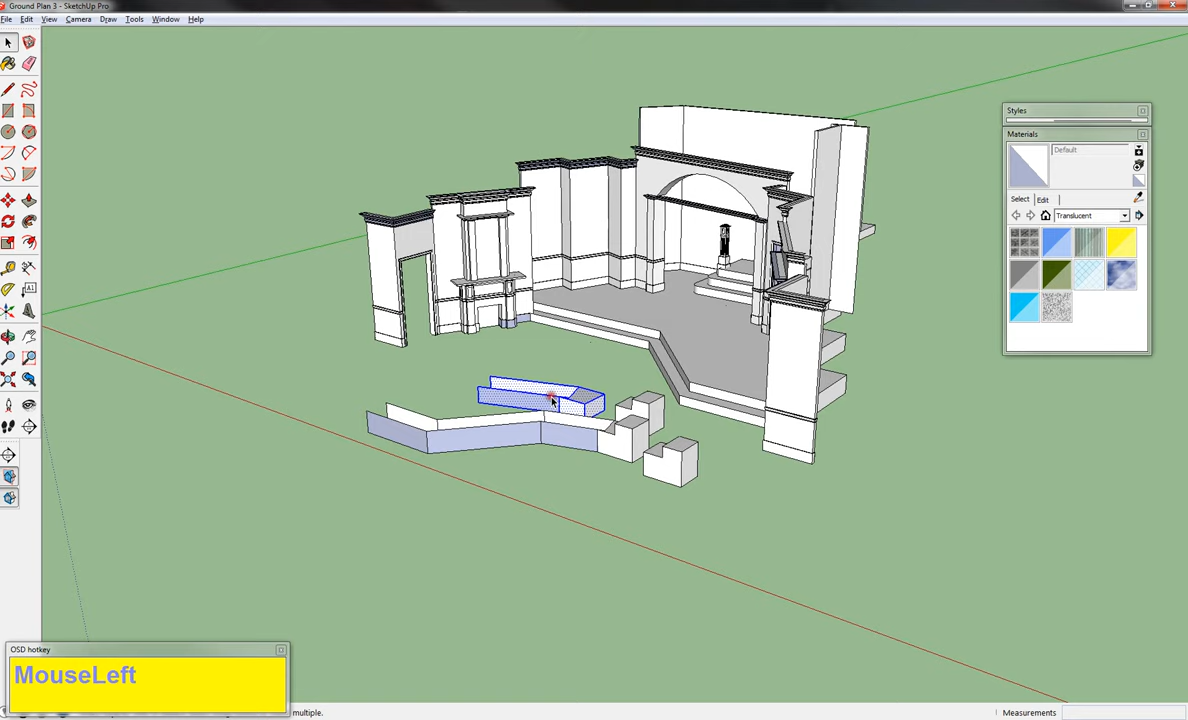 Ground Plan 3 - SketchUp Pro
File Edit View Camera Draw Tools Window Help
Styles
Materials
Default
Select Edit
Translucent
A1
OSD hotkey
MouseLeft
multiple.
Measurements